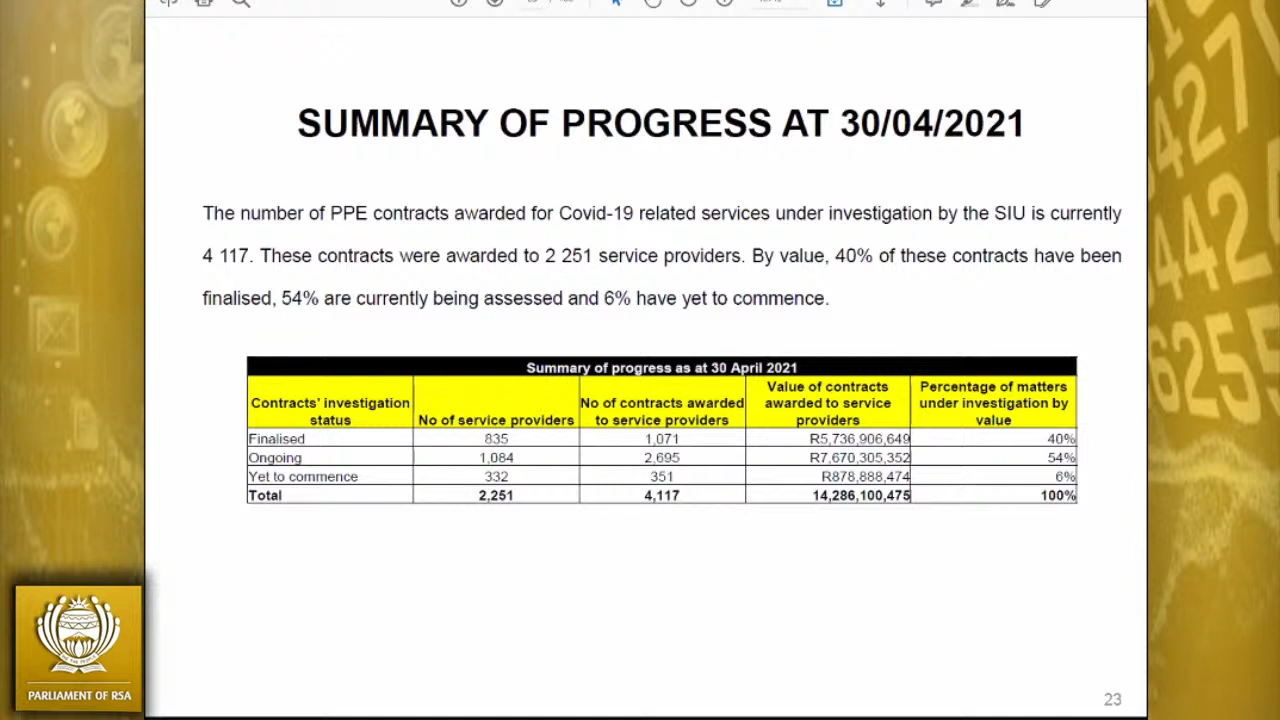 SUMMARY OF PROGRESS AT 30/04/2021
The number of PPE contracts awarded for Covid-19 related services under investigation by the SIU is currently
4 117. These contracts were awarded to 2 251 service providers. By value, 40% of these contracts have been
finalised, 54% are currently being assessed and 6% have yet to commence.
Summary of progress as at 30 April 2021
Contracts' investigation status No of service providers No of contracts awarded to service providers Value of contracts awarded to service providers Percentage of matters under investigation by value
Finalised 835 1,071 R5,736,906,649 40%
Ongoing 1,084 2,695 R7,670,305,352 54%
Yet to commence 332 351 R878,888,474 6%
Total 2,251 4,117 14,286,100,475 100%
PARLIAMENT OF RSA
23